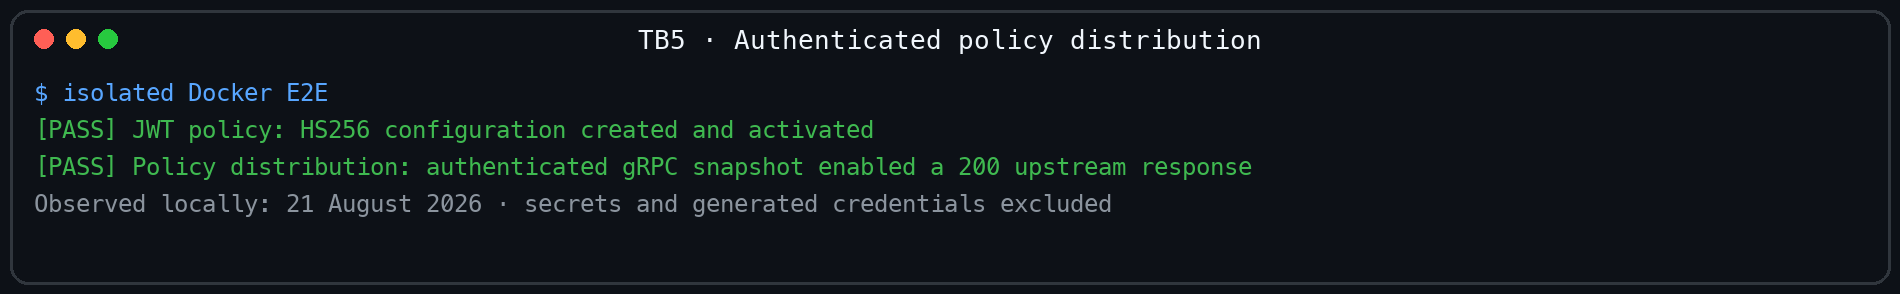 TB5 · Authenticated policy distribution
$ isolated Docker E2E
[PASS] JWT policy: HS256 configuration created and activated
[PASS] Policy distribution: authenticated gRPC snapshot enabled a 200 upstream response
Observed locally: 21 August 2026 · secrets and generated credentials excluded